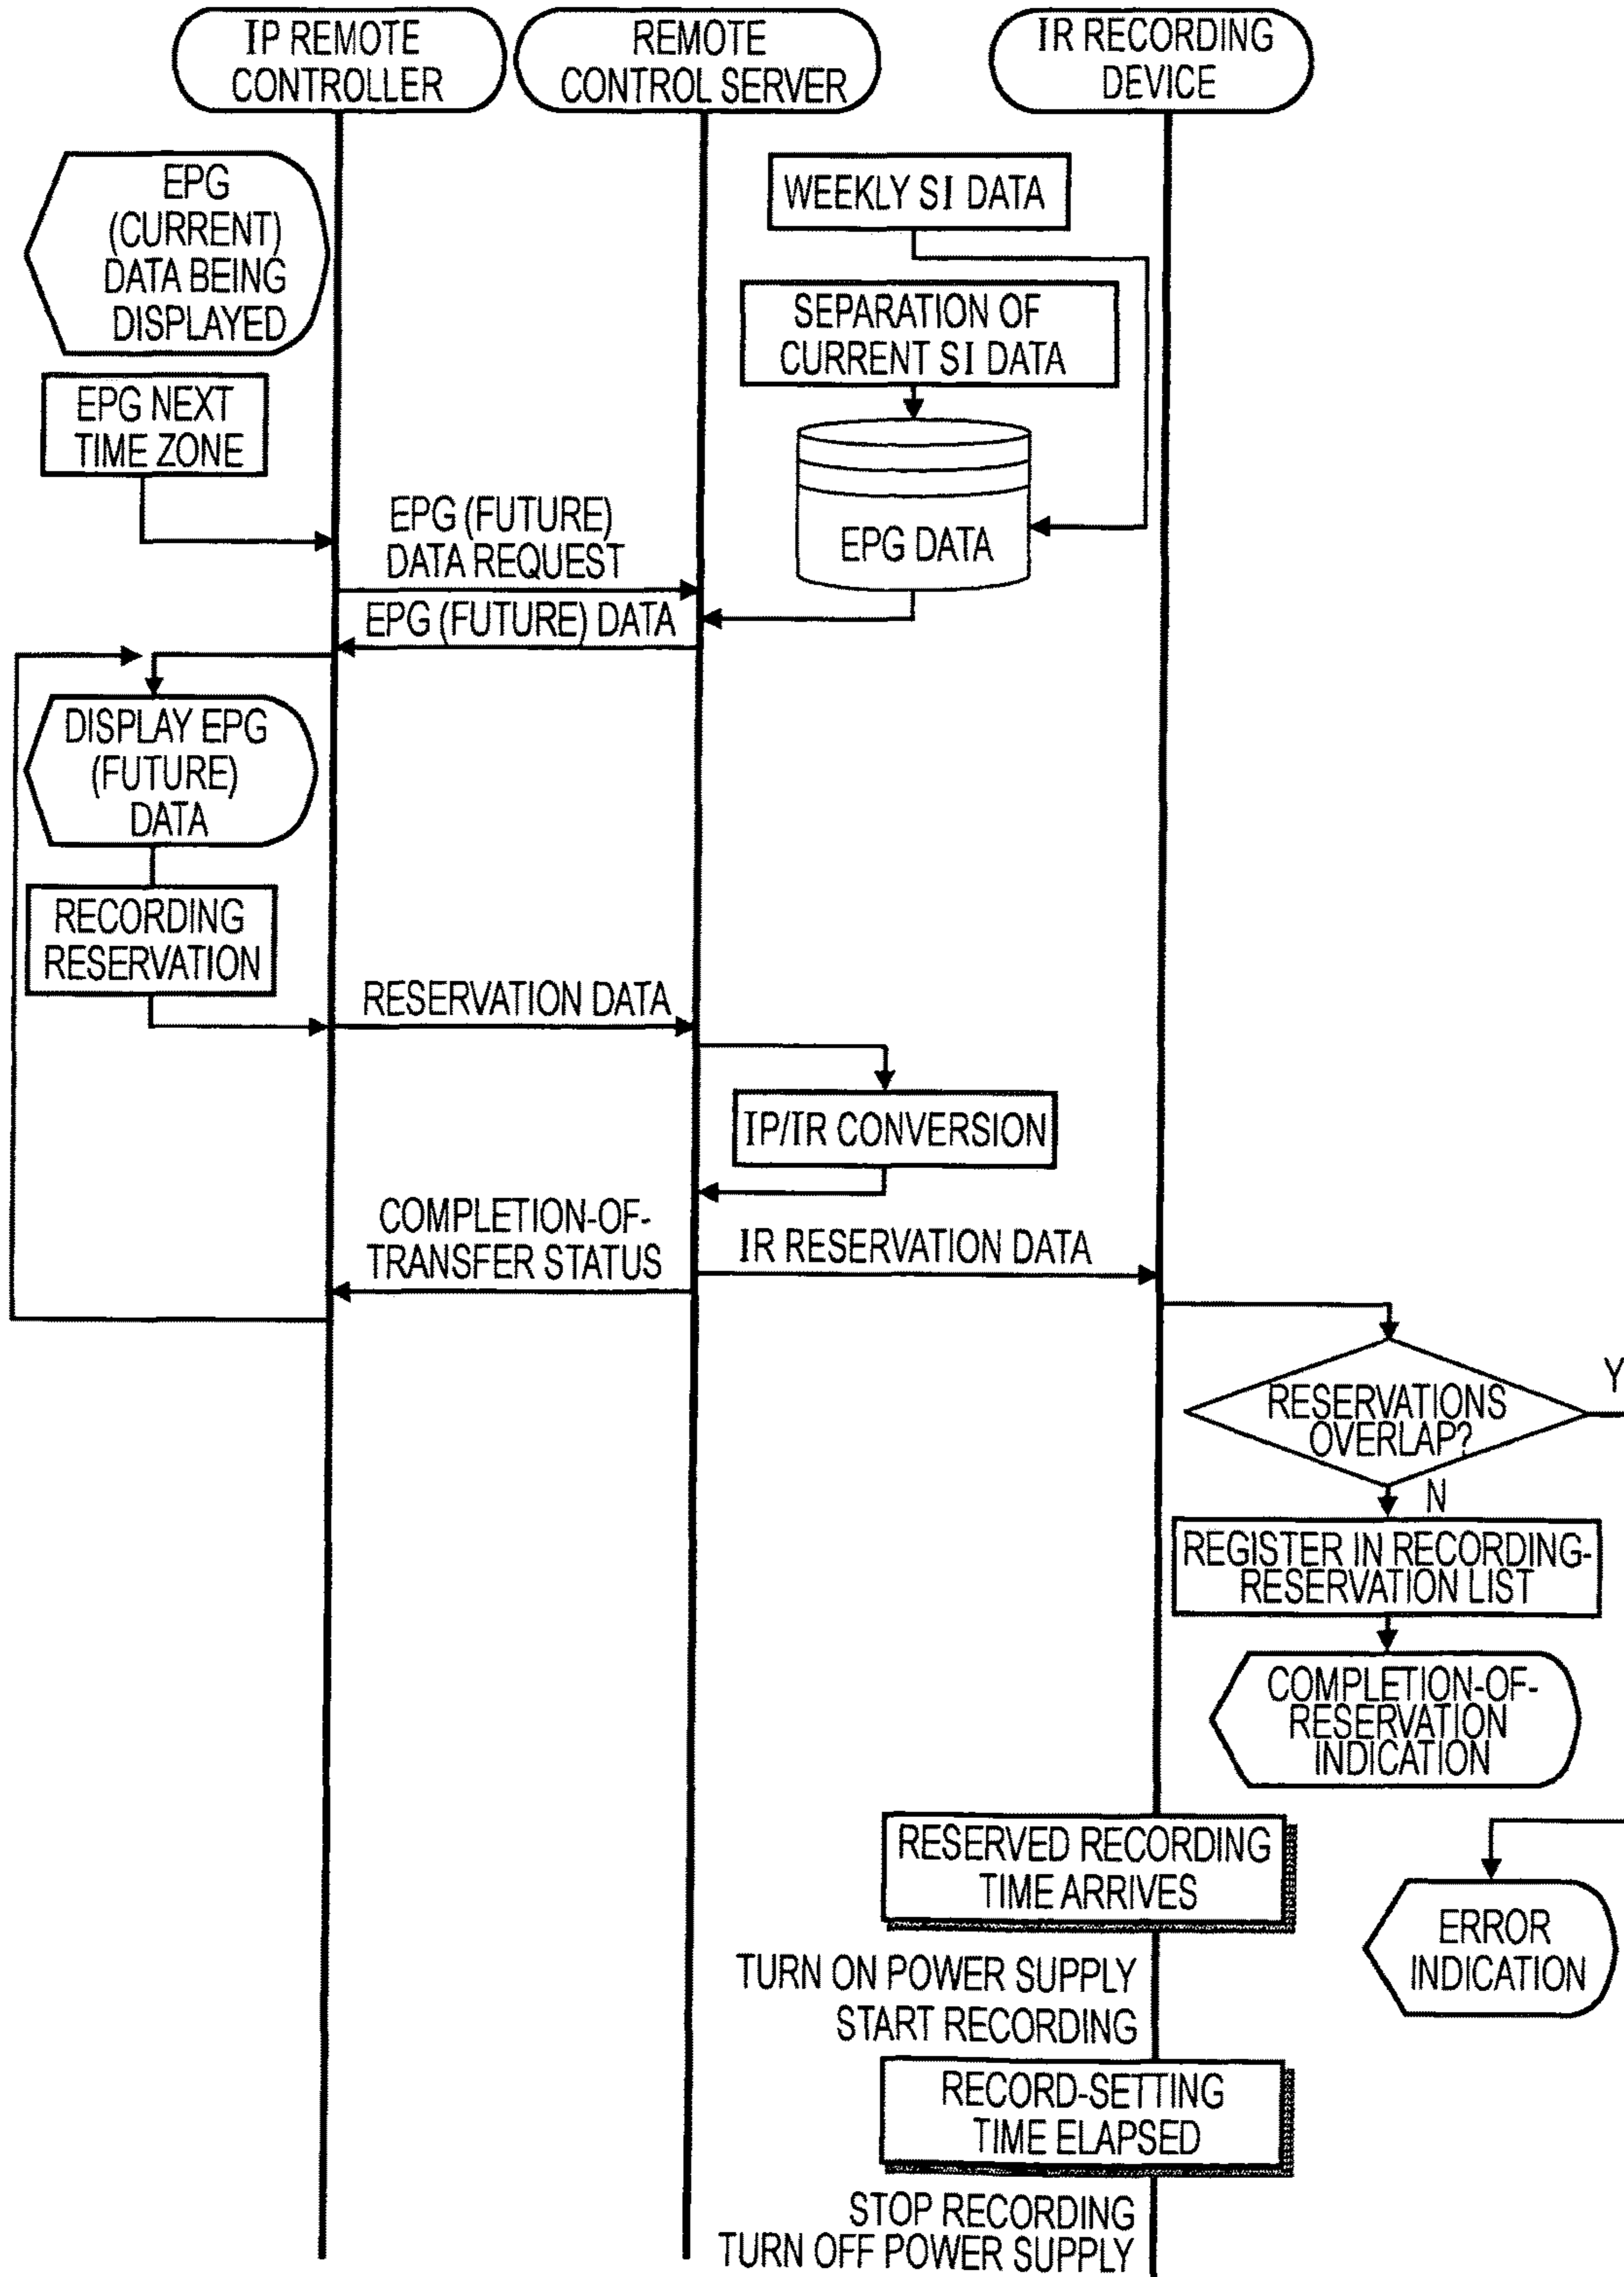 IP REMOTE
CONTROLLER
REMOTE
CONTROL SERVER
IR RECORDING
DEVICE
EPG
(CURRENT)
DATA BEING
DISPLAYED
WEEKLY SI DATA
SEPARATION OF
CURRENT SI DATA
EPG NEXT
TIME ZONE
EPG (FUTURE)
DATA REQUEST
EPG DATA
EPG (FUTURE) DATA
DISPLAY EPG
(FUTURE)
DATA
RECORDING
RESERVATION
RESERVATION DATA
IP/IR CONVERSION
COMPLETION-OF-
TRANSFER STATUS
IR RESERVATION DATA
RESERVATIONS
OVERLAP?
Y
N
REGISTER IN RECORDING-
RESERVATION LIST
COMPLETION-OF-
RESERVATION
INDICATION
RESERVED RECORDING
TIME ARRIVES
ERROR
INDICATION
TURN ON POWER SUPPLY
START RECORDING
RECORD-SETTING
TIME ELAPSED
STOP RECORDING
TURN OFF POWER SUPPLY